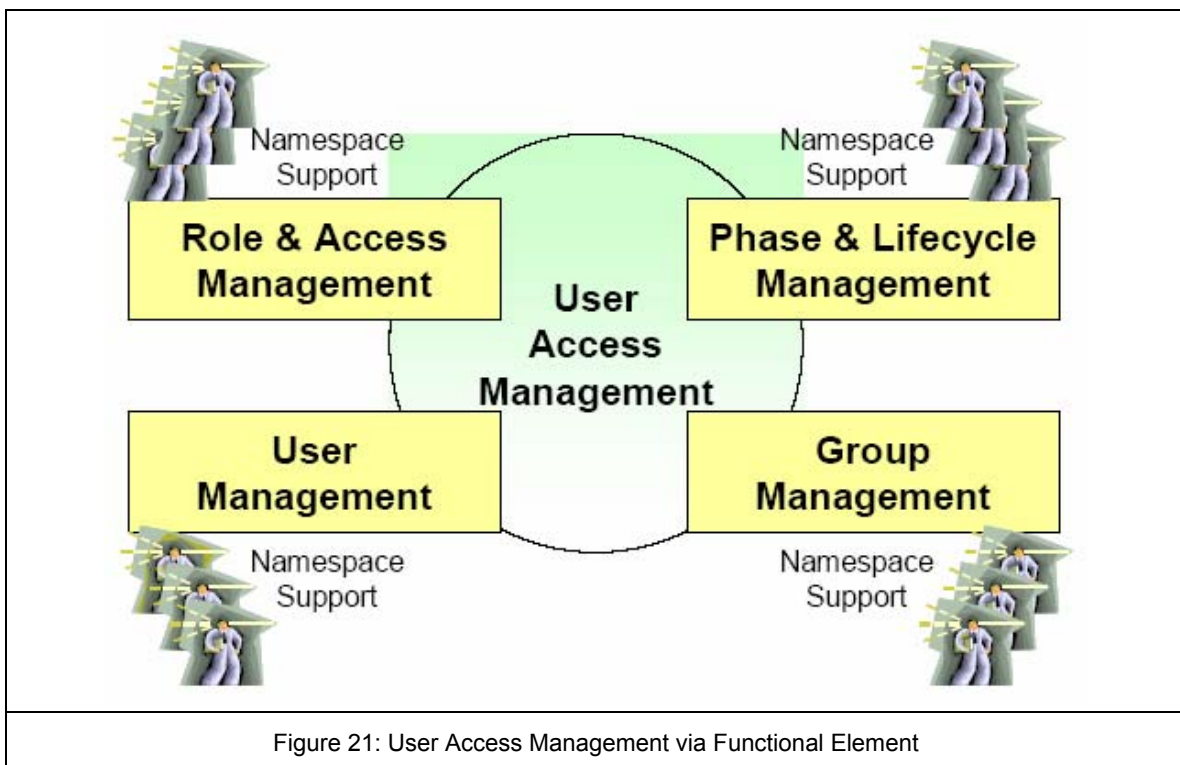 Namespace
Support
Namespace
Support
Role & Access
Management
Phase & Lifecycle
Management
User
Access
Management
User
Management
Group
Management
Namespace
Support
Namespace
Support
Figure 21: User Access Management via Functional Element